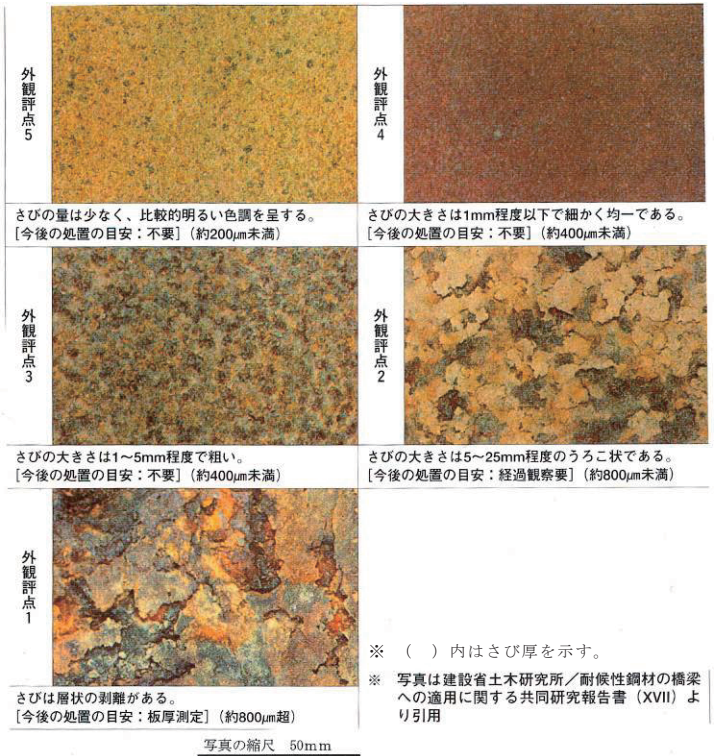 外観評点5
さびの量は少なく、比較的明るい色調を呈する。
[今後の処置の目安：不要]（約200μm未満）
外観評点4
さびの大きさは1mm程度以下で細かく均一である。
[今後の処置の目安：不要]（約400μm未満）
外観評点3
さびの大きさは1～5mm程度で粗い。
[今後の処置の目安：不要]（約400μm未満）
外観評点2
さびの大きさは5～25mm程度のうろこ状である。
[今後の処置の目安：経過観察要]（約800μm未満）
外観評点1
さびは層状の剥離がある。
[今後の処置の目安：板厚測定]（約800μm超）
※　（　）内はさび厚を示す。
※　写真は建設省土木研究所／耐候性鋼材の橋梁
への適用に関する共同研究報告書（XVII）よ
り引用
写真の縮尺　50mm